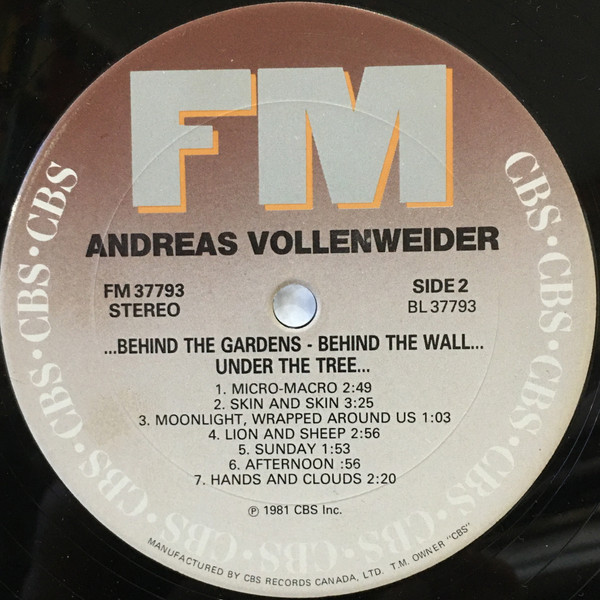 FM
CBS · CBS · CBS · CBS · CBS · CBS · CBS · CBS · CBS
ANDREAS VOLLENWEIDER
FM 37793
STEREO
SIDE 2
BL 37793
...BEHIND THE GARDENS - BEHIND THE WALL...
UNDER THE TREE...
1. MICRO-MACRO 2:49
2. SKIN AND SKIN 3:25
3. MOONLIGHT, WRAPPED AROUND US 1:03
4. LION AND SHEEP 2:56
5. SUNDAY 1:53
6. AFTERNOON :56
7. HANDS AND CLOUDS 2:20
℗ 1981 CBS Inc.
MANUFACTURED BY CBS RECORDS CANADA, LTD. T.M. OWNER "CBS"